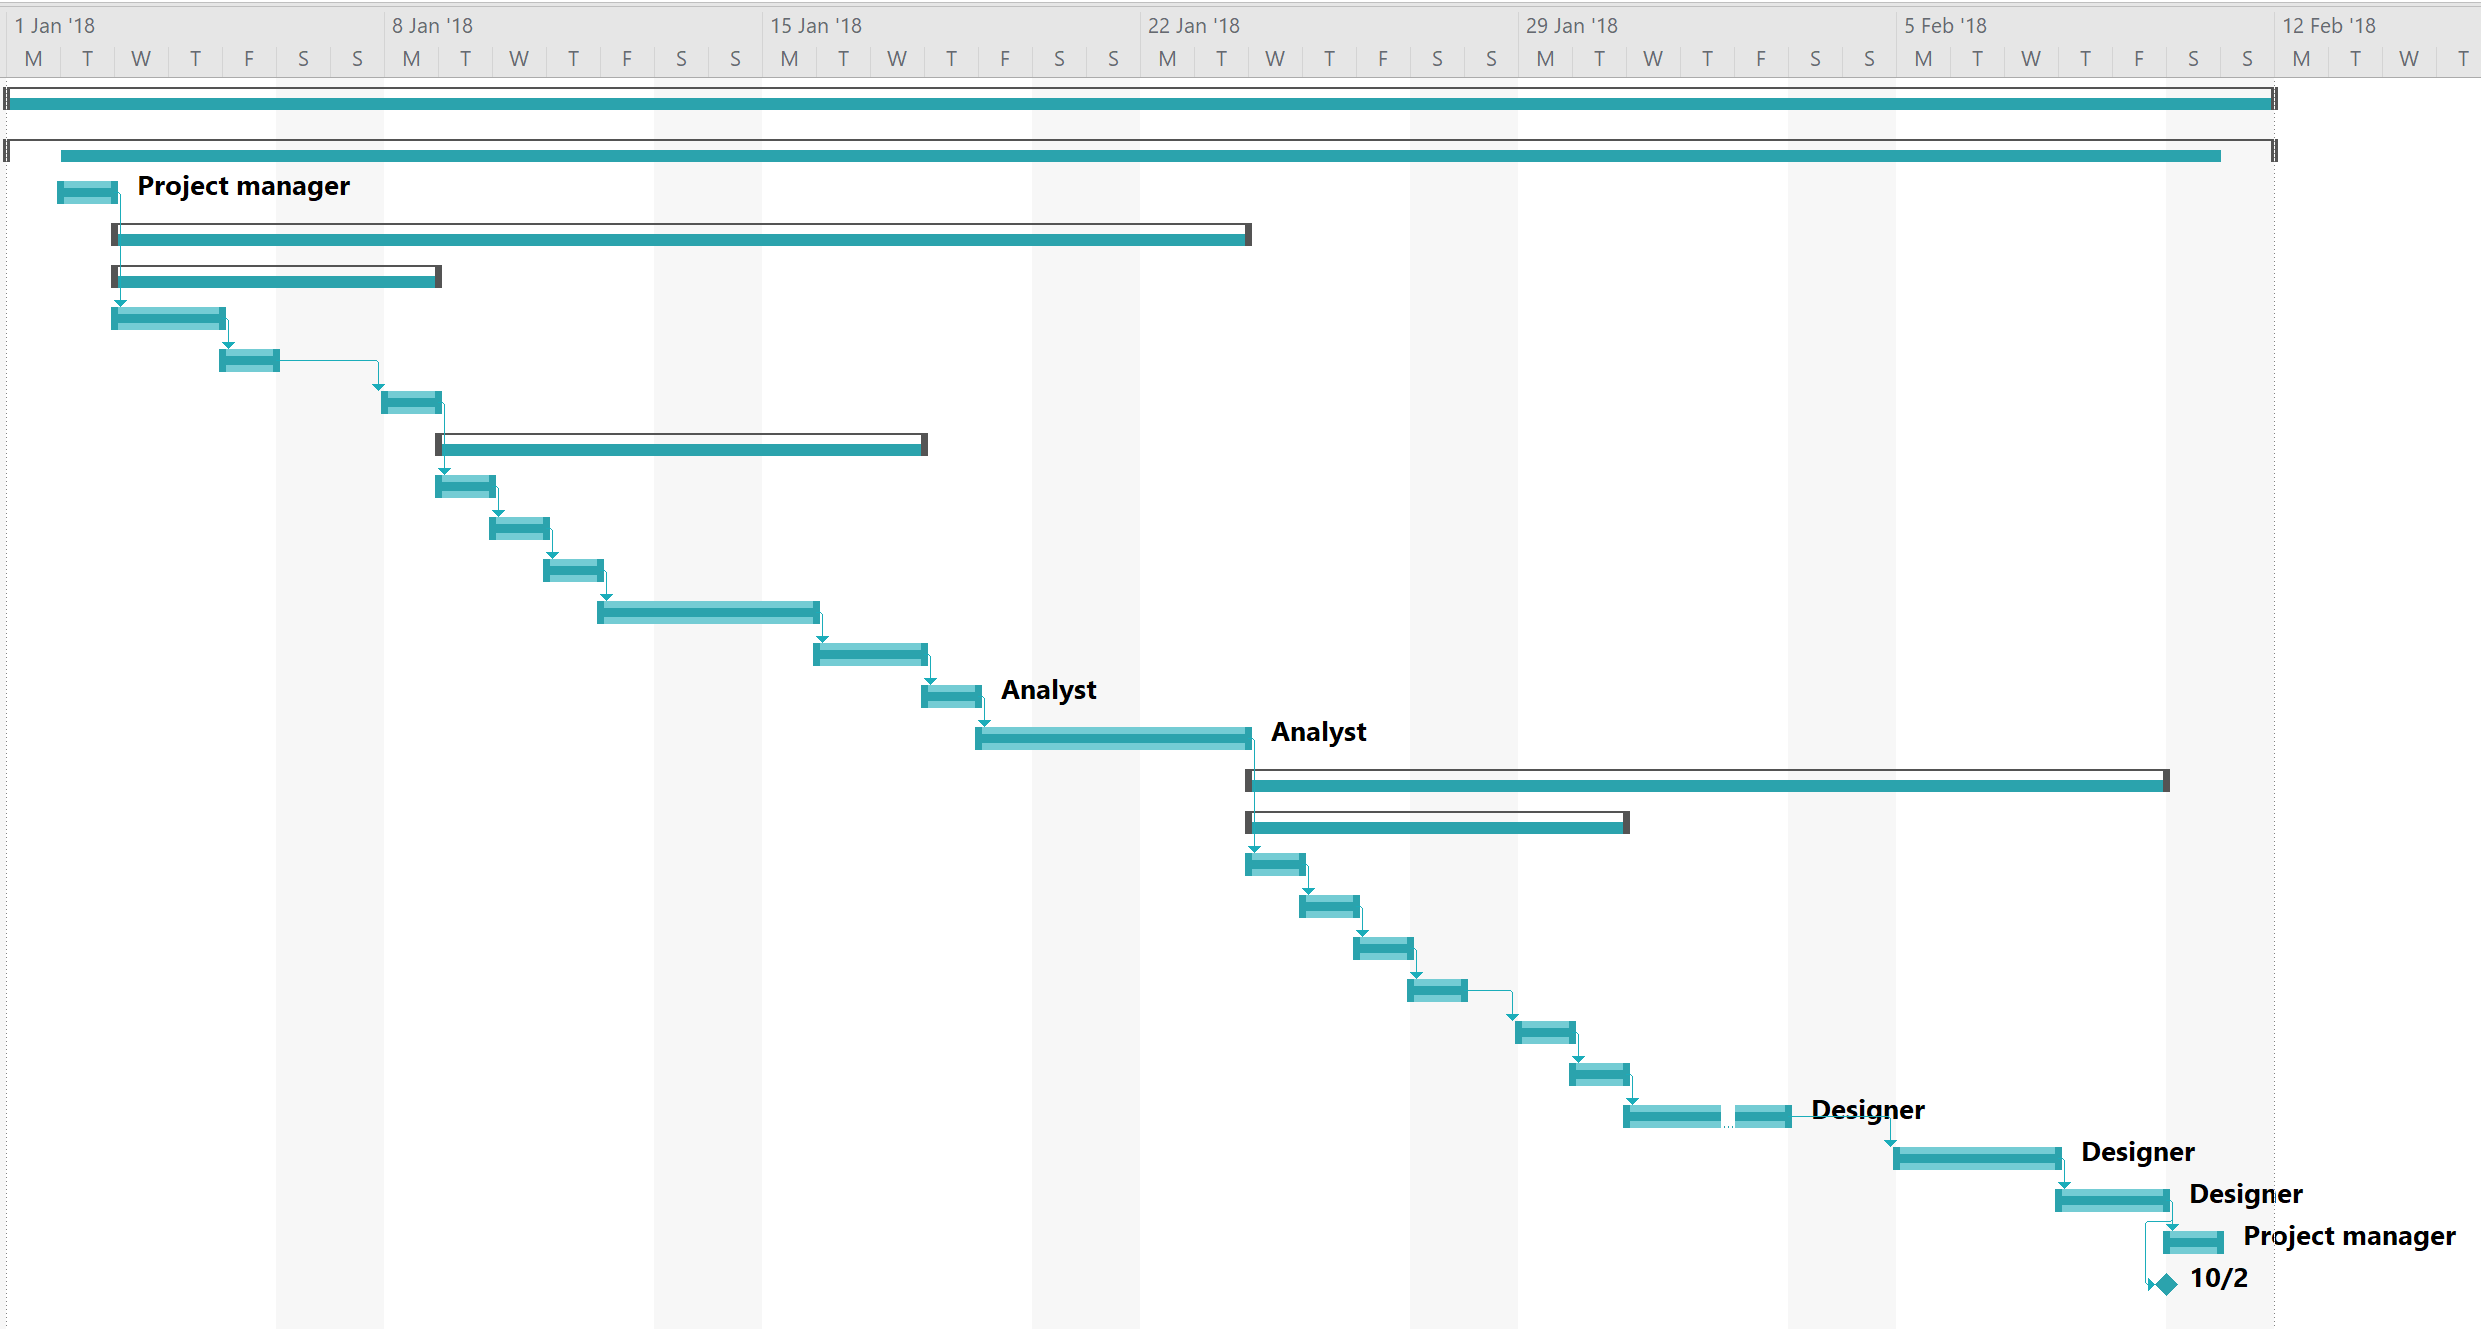 1 Jan '18 8 Jan '18 15 Jan '18 22 Jan '18 29 Jan '18 5 Feb '18 12 Feb '18
M T W T F S S M T W T F S S M T W T F S S M T W T F S S M T W T F S S M T W T F S S M T W T
Project manager
Analyst
Analyst
Designer
Designer
Designer
Project manager
10/2